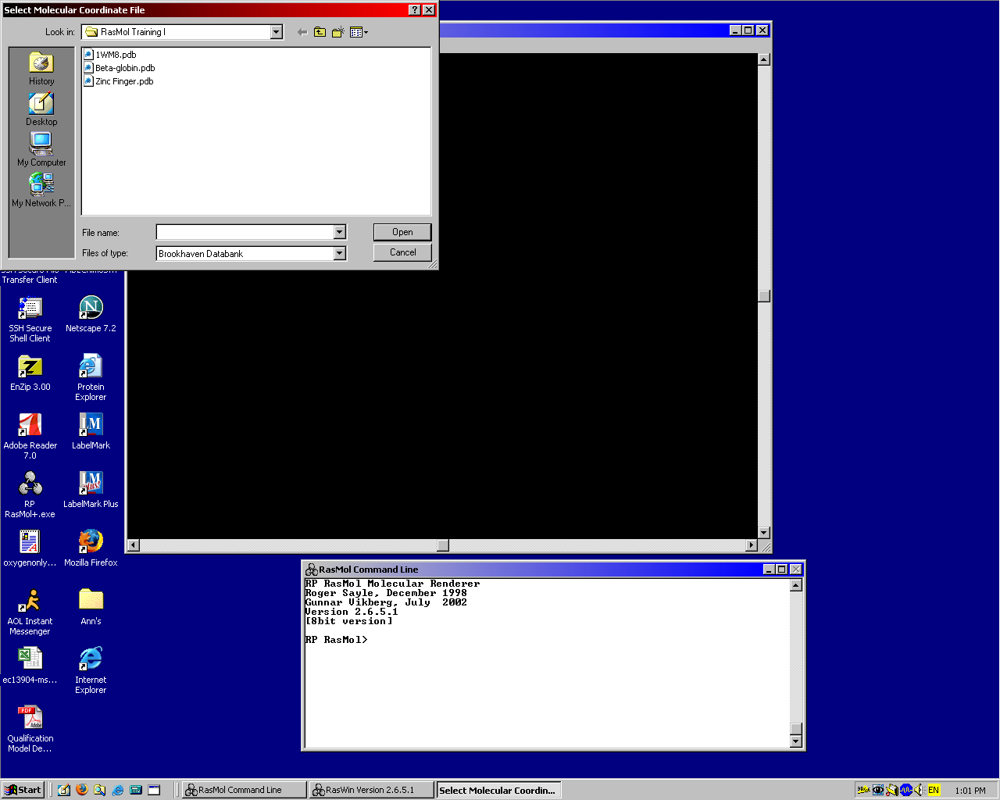 Select Molecular Coordinate File
Look in:
RasMol Training I
1WM8.pdb
Beta-globin.pdb
Zinc Finger.pdb
History
Desktop
My Computer
My Network P...
File name:
Open
Files of type:
Brookhaven Databank
Cancel
Transfer Client
SSH Secure
Shell Client
Netscape 7.2
EnZip 3.00
Protein
Explorer
Adobe Reader
7.0
LabelMark
RP
RasMol+.exe
LabelMark Plus
oxygenonly...
Mozilla Firefox
AOL Instant
Messenger
Ann's
ec13904-ms...
Internet
Explorer
Qualification
Model De...
RasMol Command Line
RP RasMol Molecular Renderer
Roger Sayle, December 1998
Gunnar Vikberg, July  2002
Version 2.6.5.1
[8bit version]
RP RasMol>
Start
RasMol Command Line
RasWin Version 2.6.5.1
Select Molecular Coordin...
EN
1:01 PM